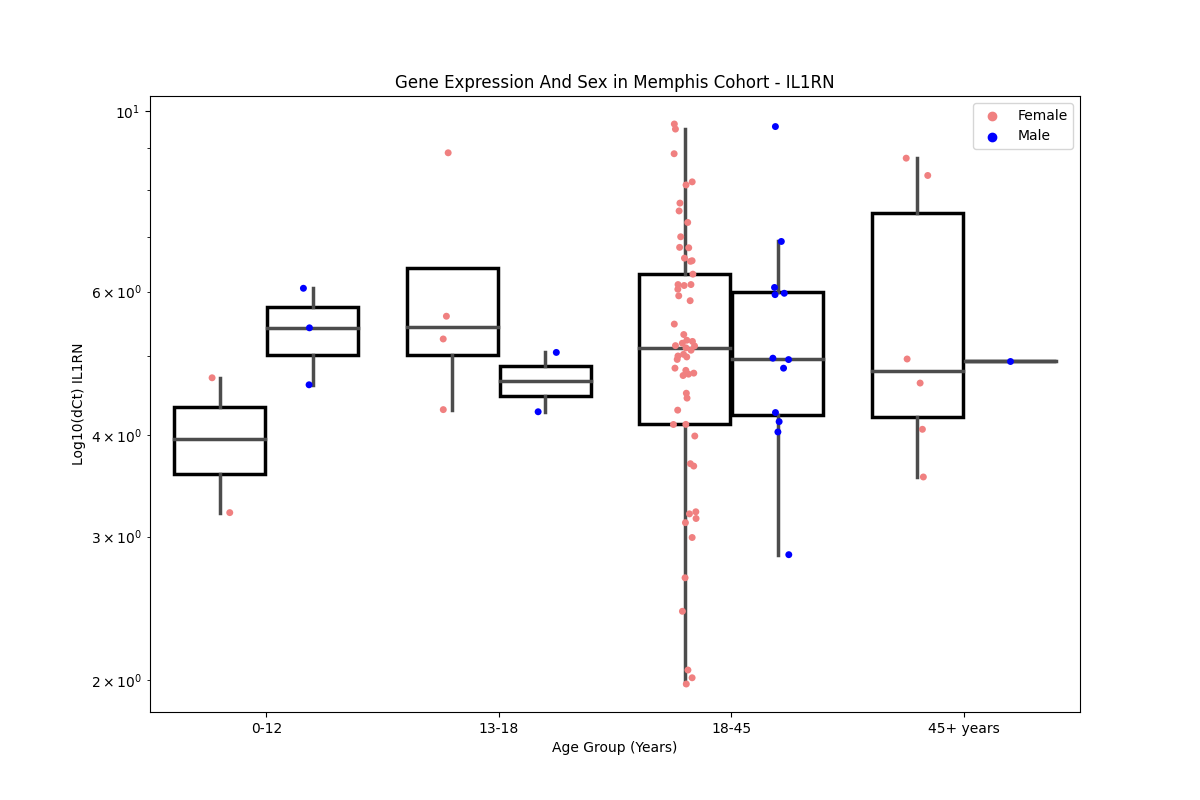 Gene Expression And Sex in Memphis Cohort - IL1RN
Female
Male
10¹
6 × 10⁰
4 × 10⁰
3 × 10⁰
2 × 10⁰
Log10(dCt) IL1RN
0-12 13-18 18-45 45+ years
Age Group (Years)